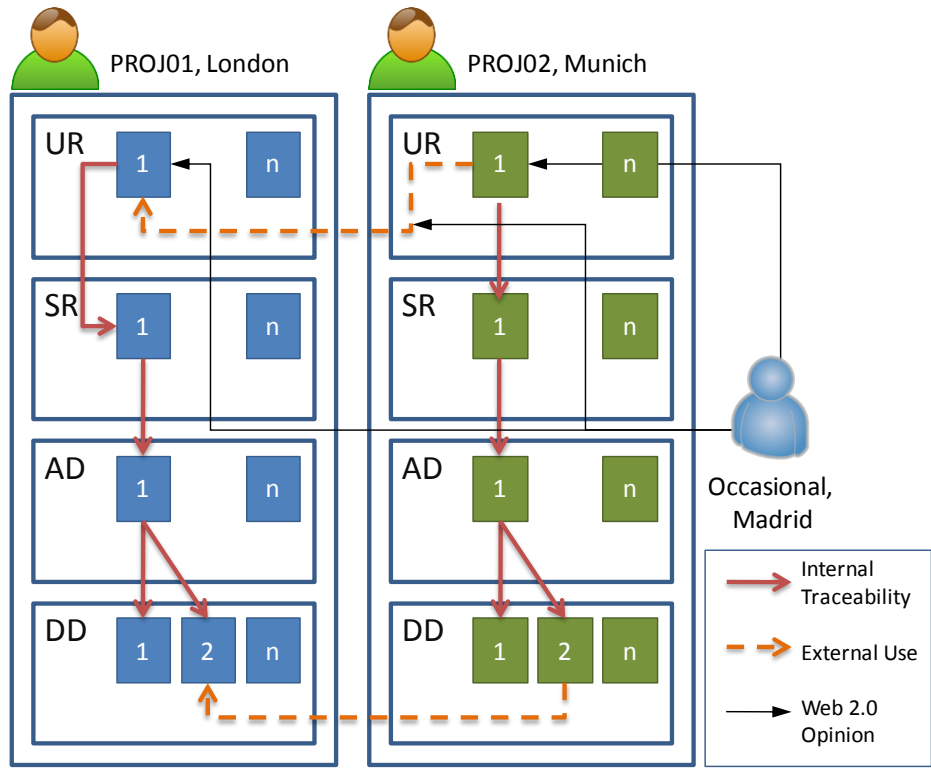 PROJ01, London
PROJ02, Munich
UR
1
n
UR
1
n
SR
1
n
SR
1
n
AD
1
n
AD
1
n
Occasional,
Madrid
DD
1
2
n
DD
1
2
n
Internal
Traceability
External Use
Web 2.0
Opinion